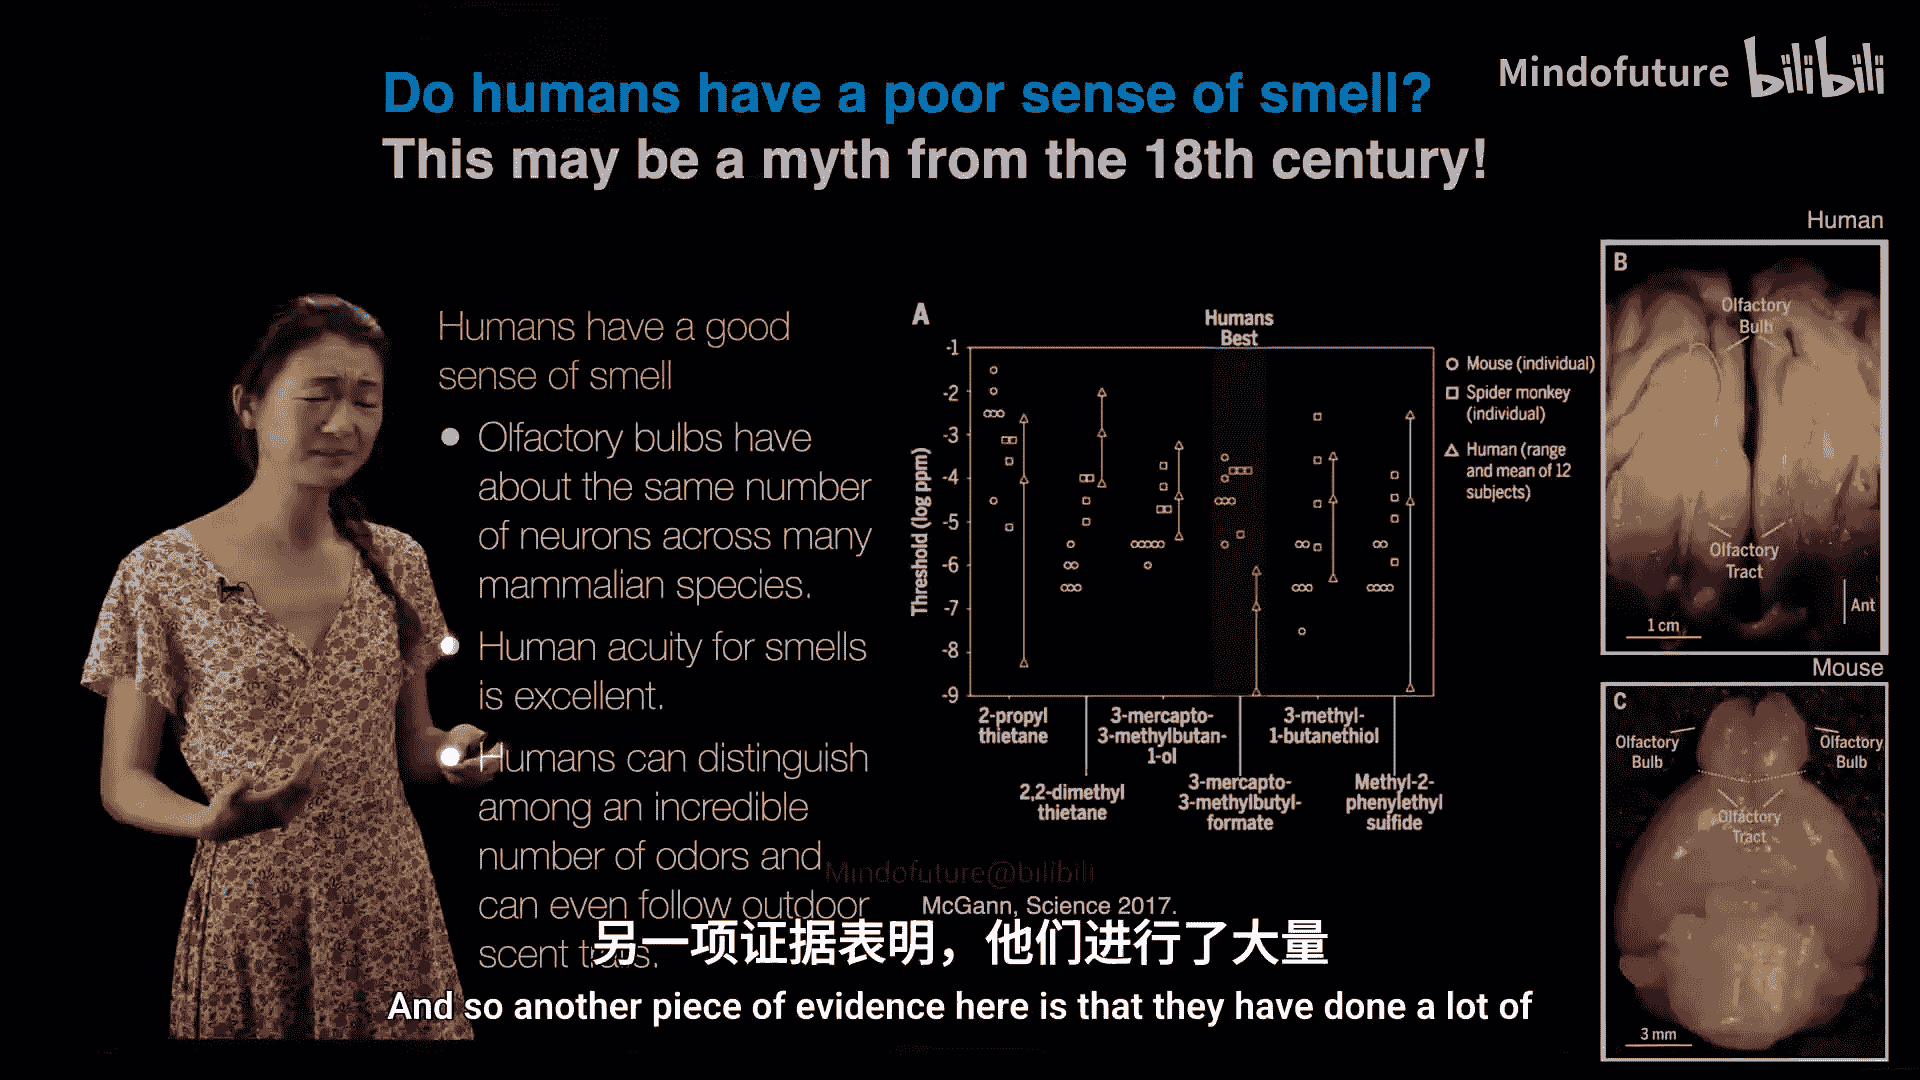 Do humans have a poor sense of smell?
This may be a myth from the 18th century!
Mindofuture bilibili
Humans have a good
sense of smell
Olfactory bulbs have
about the same number
of neurons across many
mammalian species.
Human acuity for smells
is excellent.
Humans can distinguish
among an incredible
number of odors and
can even follow outdoor
A
Humans
Best
Threshold (log ppm)
-1
-2
-3
-4
-5
-6
-7
-8
-9
2-propyl
thietane
2,2-dimethyl
thietane
3-mercapto-
3-methylbutan-
1-ol
3-mercapto-
3-methylbutyl-
formate
3-methyl-
1-butanethiol
Methyl-2-
phenylethyl
sulfide
Mouse (individual)
Spider monkey
(individual)
Human (range
and mean of 12
subjects)
Human
B
Olfactory
Bulb
Olfactory
Tract
Ant
1 cm
Mouse
C
Olfactory
Bulb
Olfactory
Bulb
Olfactory
Tract
3 mm
Mindofuture@bilibili
McGann, Science 2017.
scent
另一项证据表明，他们进行了大量
And so another piece of evidence here is that they have done a lot of